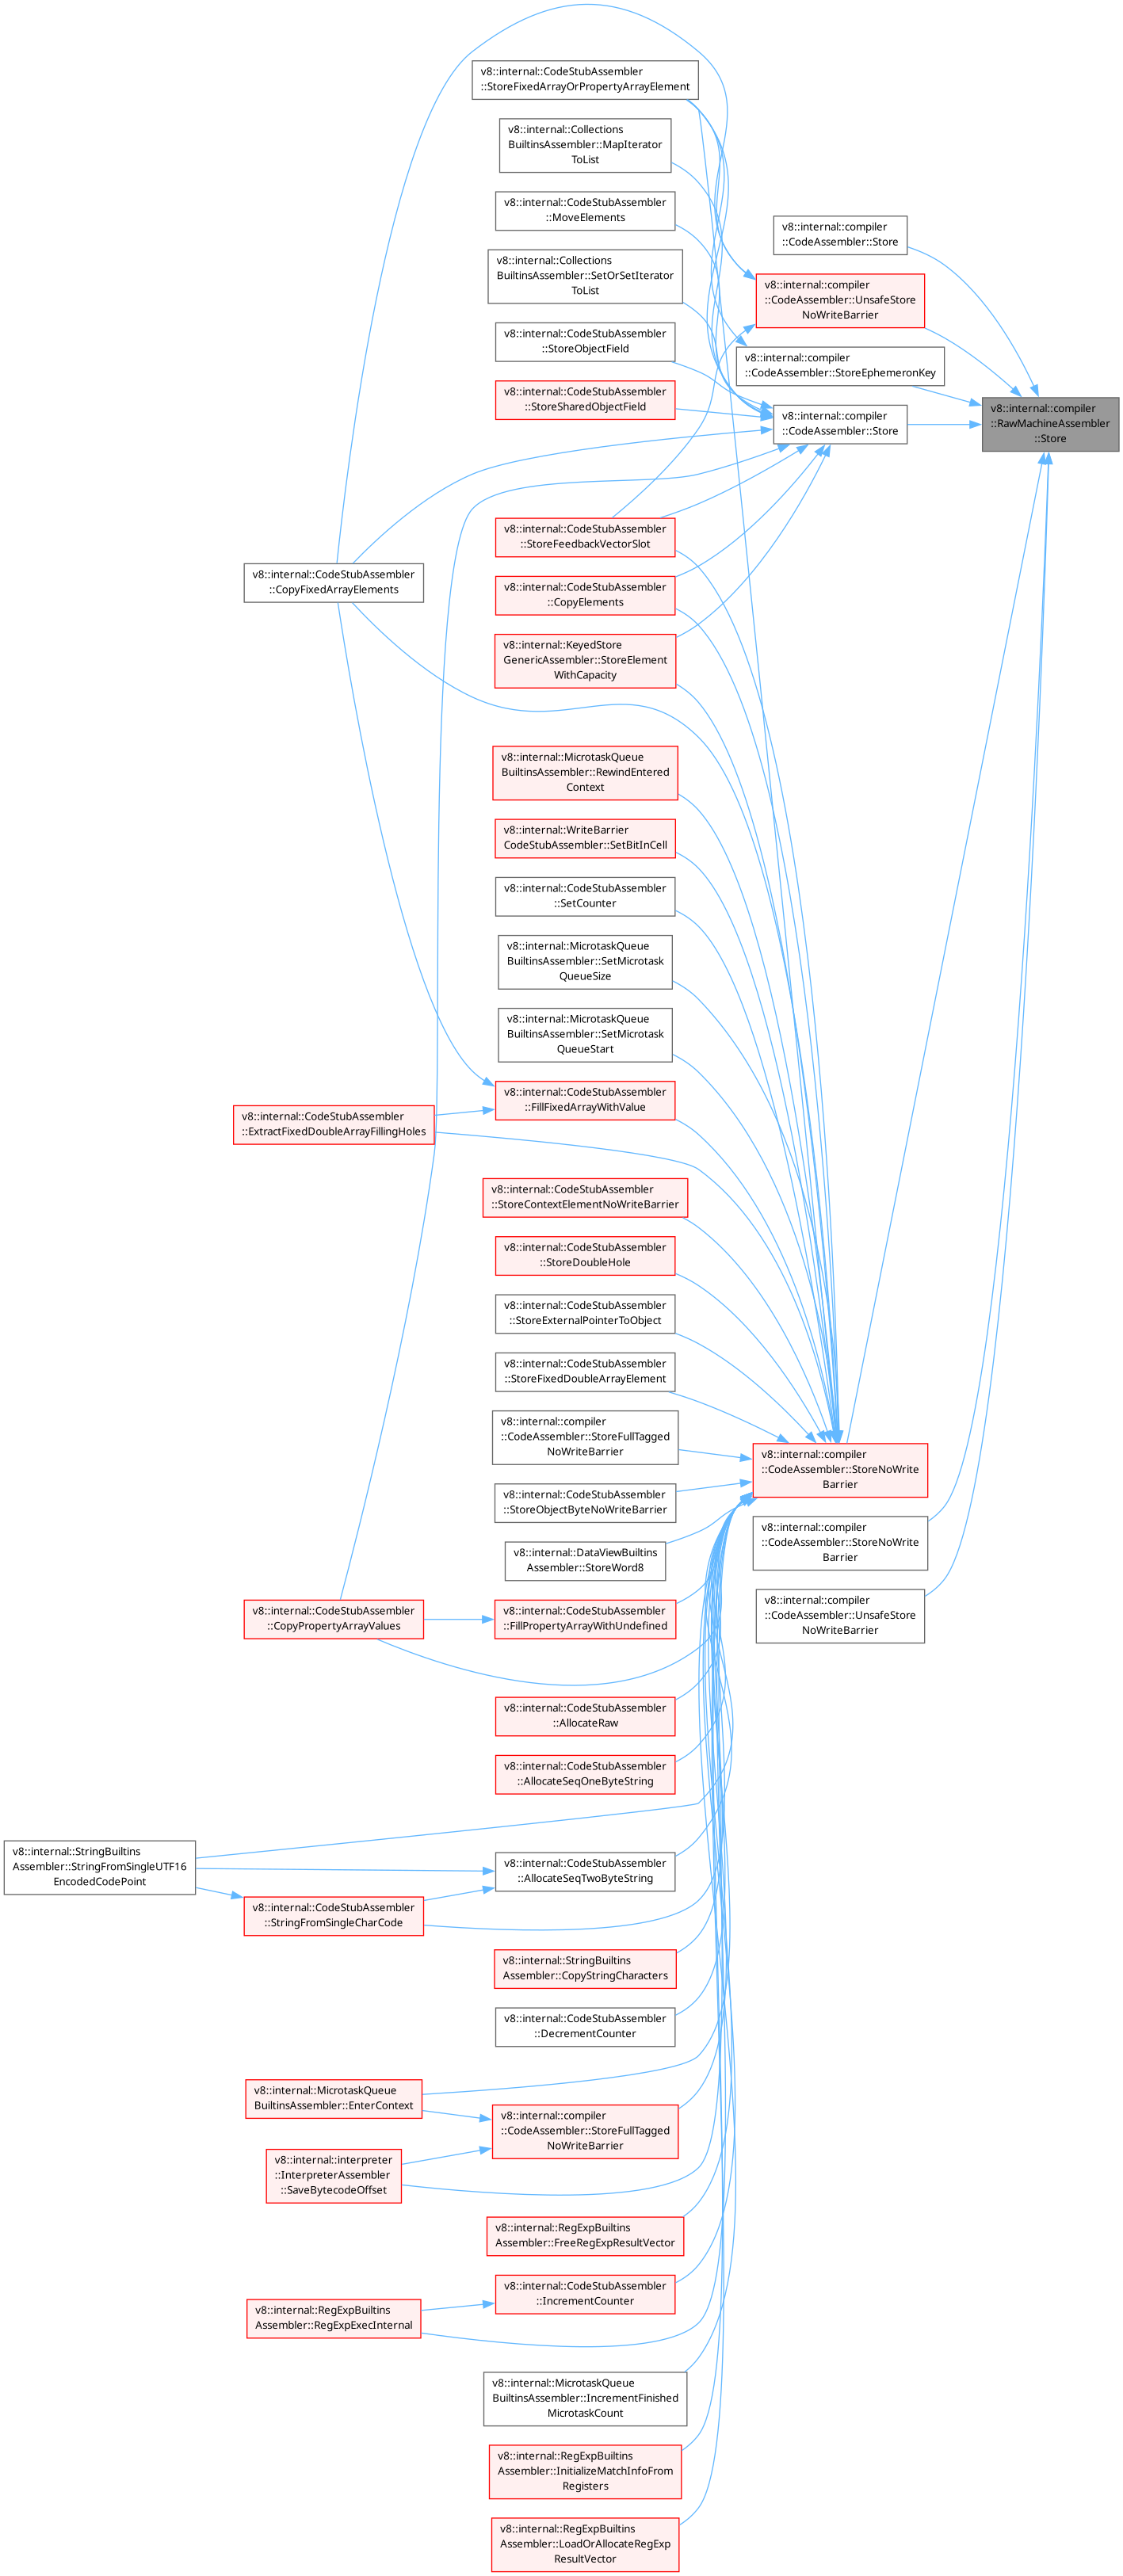 v8::internal::CodeStubAssembler
::StoreFixedArrayOrPropertyArrayElement
v8::internal::Collections
BuiltinsAssembler::MapIterator
ToList
v8::internal::CodeStubAssembler
::MoveElements
v8::internal::Collections
BuiltinsAssembler::SetOrSetIterator
ToList
v8::internal::CodeStubAssembler
::StoreObjectField
v8::internal::CodeStubAssembler
::StoreSharedObjectField
v8::internal::compiler
::CodeAssembler::Store
v8::internal::compiler
::CodeAssembler::UnsafeStore
NoWriteBarrier
v8::internal::compiler
::CodeAssembler::StoreEphemeronKey
v8::internal::compiler
::CodeAssembler::Store
v8::internal::compiler
::RawMachineAssembler
::Store
v8::internal::CodeStubAssembler
::StoreFeedbackVectorSlot
v8::internal::CodeStubAssembler
::CopyFixedArrayElements
v8::internal::CodeStubAssembler
::CopyElements
v8::internal::KeyedStore
GenericAssembler::StoreElement
WithCapacity
v8::internal::MicrotaskQueue
BuiltinsAssembler::RewindEntered
Context
v8::internal::WriteBarrier
CodeStubAssembler::SetBitInCell
v8::internal::CodeStubAssembler
::SetCounter
v8::internal::MicrotaskQueue
BuiltinsAssembler::SetMicrotask
QueueSize
v8::internal::MicrotaskQueue
BuiltinsAssembler::SetMicrotask
QueueStart
v8::internal::CodeStubAssembler
::FillFixedArrayWithValue
v8::internal::CodeStubAssembler
::ExtractFixedDoubleArrayFillingHoles
v8::internal::CodeStubAssembler
::StoreContextElementNoWriteBarrier
v8::internal::CodeStubAssembler
::StoreDoubleHole
v8::internal::CodeStubAssembler
::StoreExternalPointerToObject
v8::internal::CodeStubAssembler
::StoreFixedDoubleArrayElement
v8::internal::compiler
::CodeAssembler::StoreFullTagged
NoWriteBarrier
v8::internal::compiler
::CodeAssembler::StoreNoWrite
Barrier
v8::internal::CodeStubAssembler
::StoreObjectByteNoWriteBarrier
v8::internal::compiler
::CodeAssembler::StoreNoWrite
Barrier
v8::internal::DataViewBuiltins
Assembler::StoreWord8
v8::internal::compiler
::CodeAssembler::UnsafeStore
NoWriteBarrier
v8::internal::CodeStubAssembler
::CopyPropertyArrayValues
v8::internal::CodeStubAssembler
::FillPropertyArrayWithUndefined
v8::internal::CodeStubAssembler
::AllocateRaw
v8::internal::CodeStubAssembler
::AllocateSeqOneByteString
v8::internal::StringBuiltins
Assembler::StringFromSingleUTF16
EncodedCodePoint
v8::internal::CodeStubAssembler
::AllocateSeqTwoByteString
v8::internal::CodeStubAssembler
::StringFromSingleCharCode
v8::internal::StringBuiltins
Assembler::CopyStringCharacters
v8::internal::CodeStubAssembler
::DecrementCounter
v8::internal::MicrotaskQueue
BuiltinsAssembler::EnterContext
v8::internal::compiler
::CodeAssembler::StoreFullTagged
NoWriteBarrier
v8::internal::interpreter
::InterpreterAssembler
::SaveBytecodeOffset
v8::internal::RegExpBuiltins
Assembler::FreeRegExpResultVector
v8::internal::CodeStubAssembler
::IncrementCounter
v8::internal::RegExpBuiltins
Assembler::RegExpExecInternal
v8::internal::MicrotaskQueue
BuiltinsAssembler::IncrementFinished
MicrotaskCount
v8::internal::RegExpBuiltins
Assembler::InitializeMatchInfoFrom
Registers
v8::internal::RegExpBuiltins
Assembler::LoadOrAllocateRegExp
ResultVector